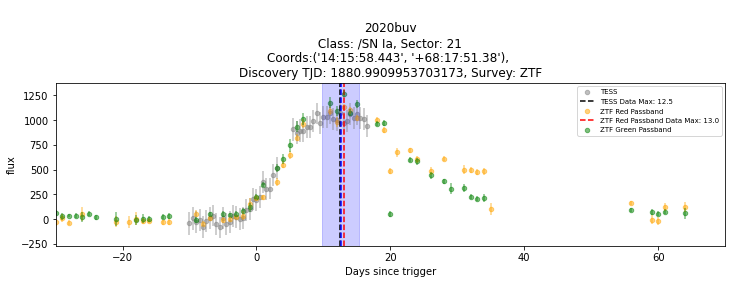 2020buv
Class: /SN Ia, Sector: 21
Coords:('14:15:58.443', '+68:17:51.38'),
Discovery TJD: 1880.9909953703173, Survey: ZTF
1250
1000
750
500
250
0
−250
flux
TESS
TESS Data Max: 12.5
ZTF Red Passband
ZTF Red Passband Data Max: 13.0
ZTF Green Passband
−20 0 20 40 60
Days since trigger